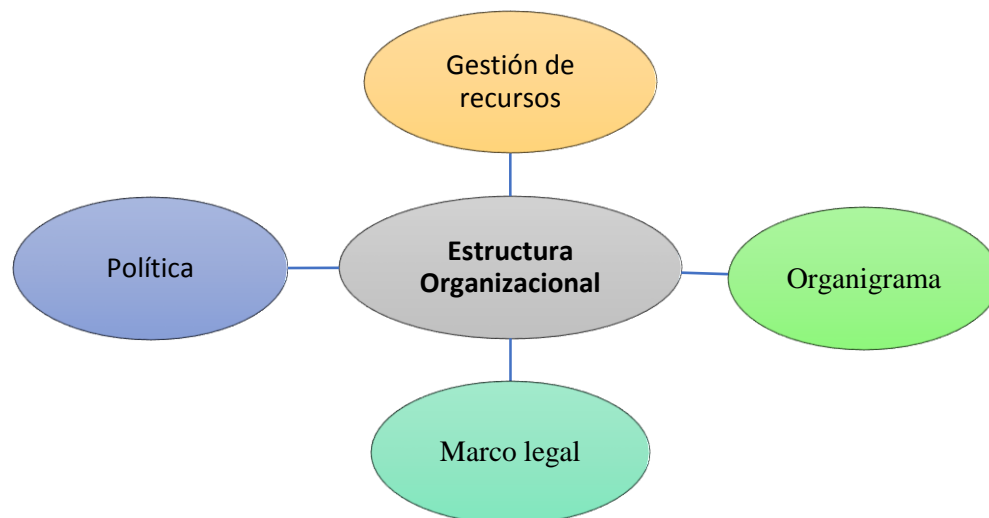 Gestión de
recursos
Política
Estructura
Organizacional
Organigrama
Marco legal